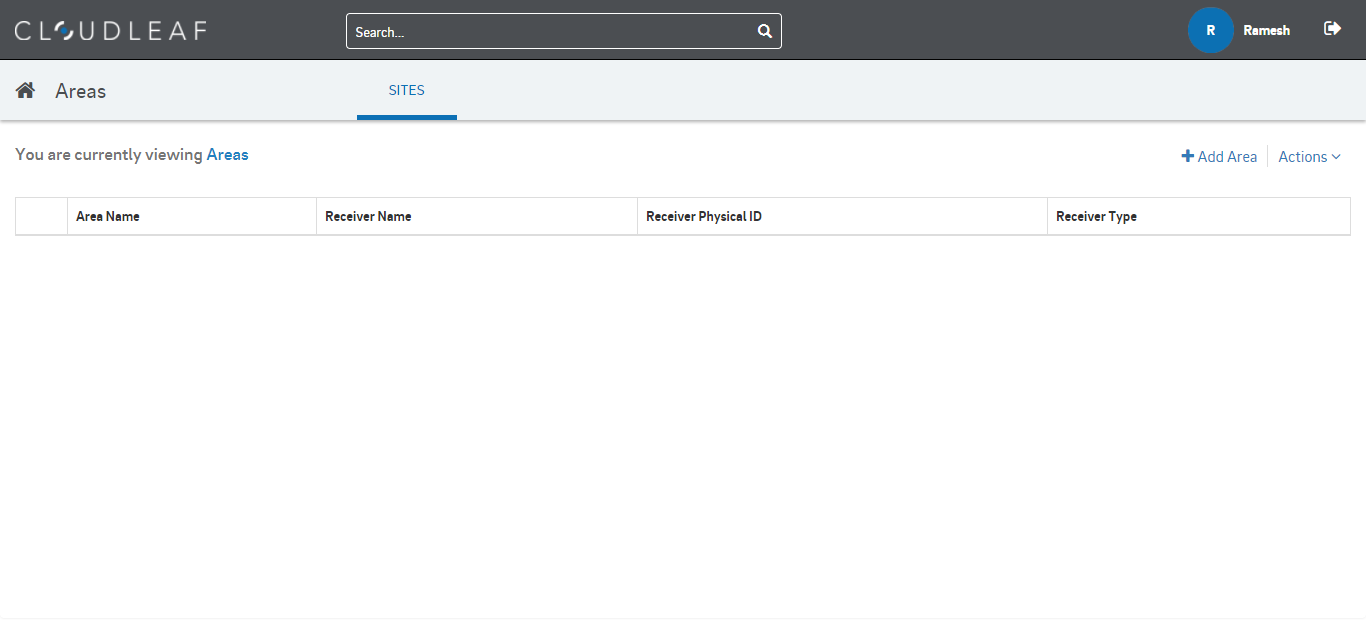 CLOUDLEAF
Search...
R
Ramesh
Areas
SITES
You are currently viewing Areas
Add Area
Actions
Area Name
Receiver Name
Receiver Physical ID
Receiver Type